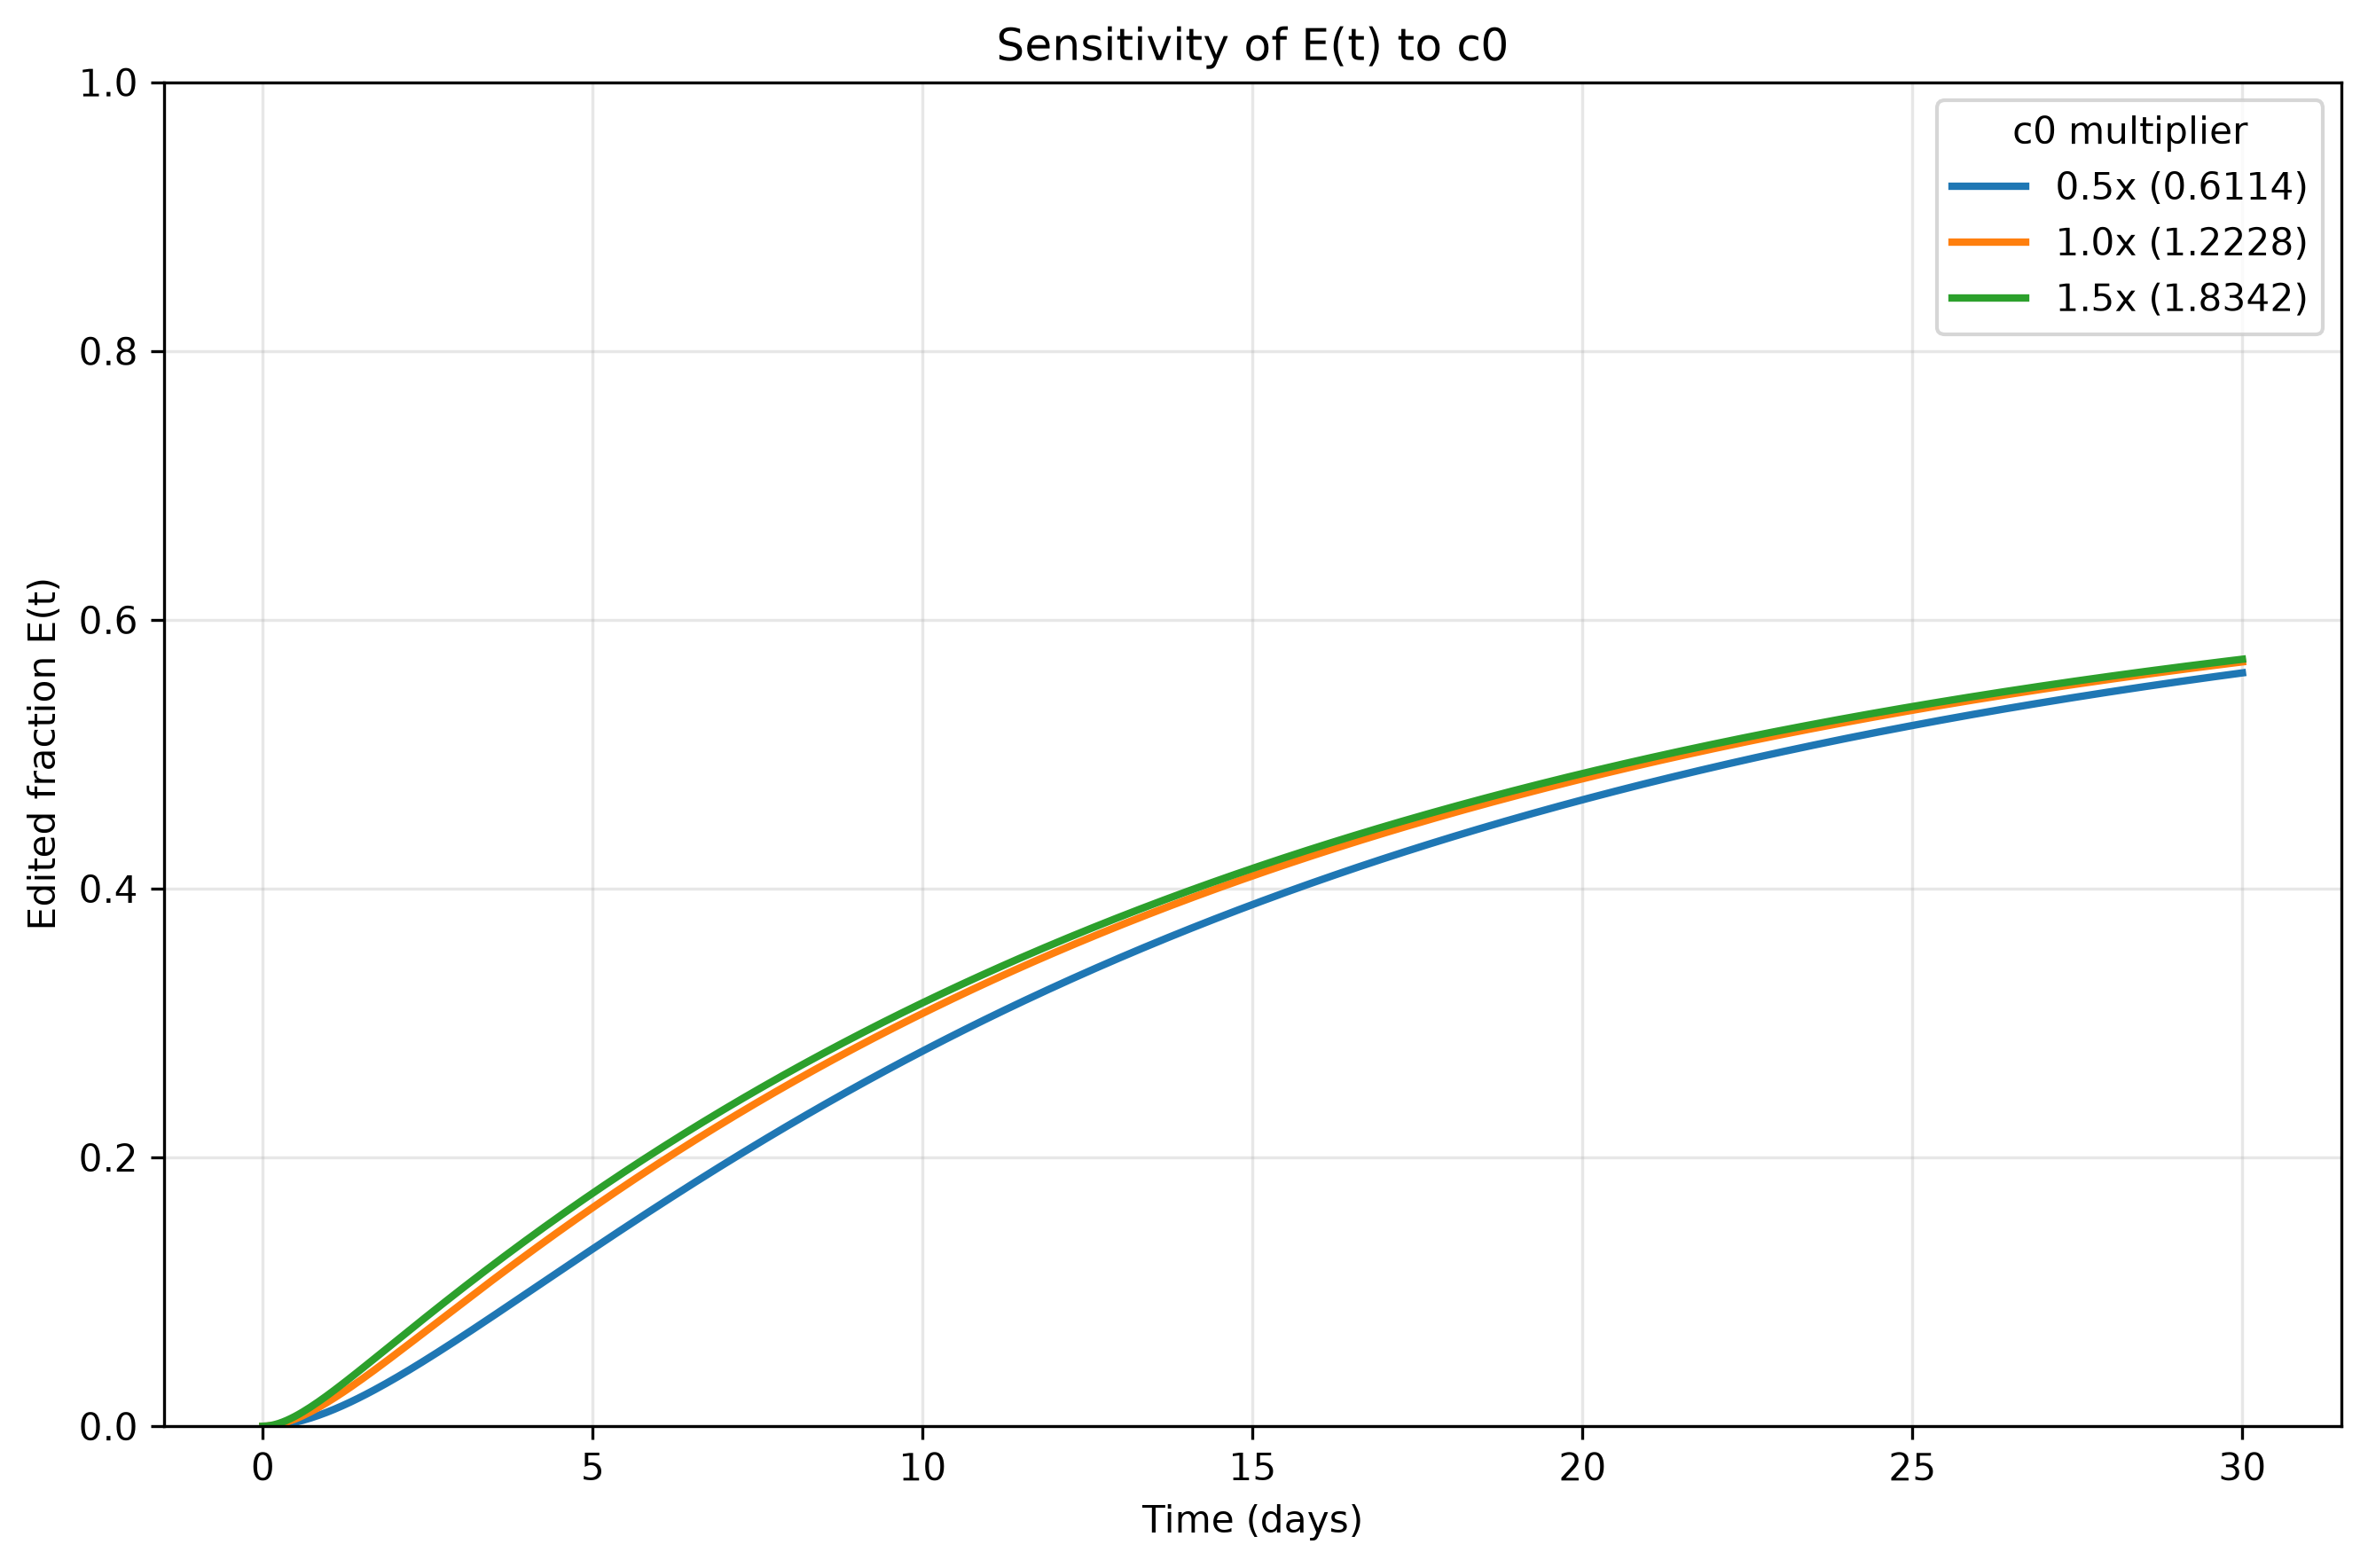 Sensitivity of E(t) to c0
c0 multiplier
0.5x (0.6114)
1.0x (1.2228)
1.5x (1.8342)
Edited fraction E(t)
1.0
0.8
0.6
0.4
0.2
0.0
0 5 10 15 20 25 30
Time (days)